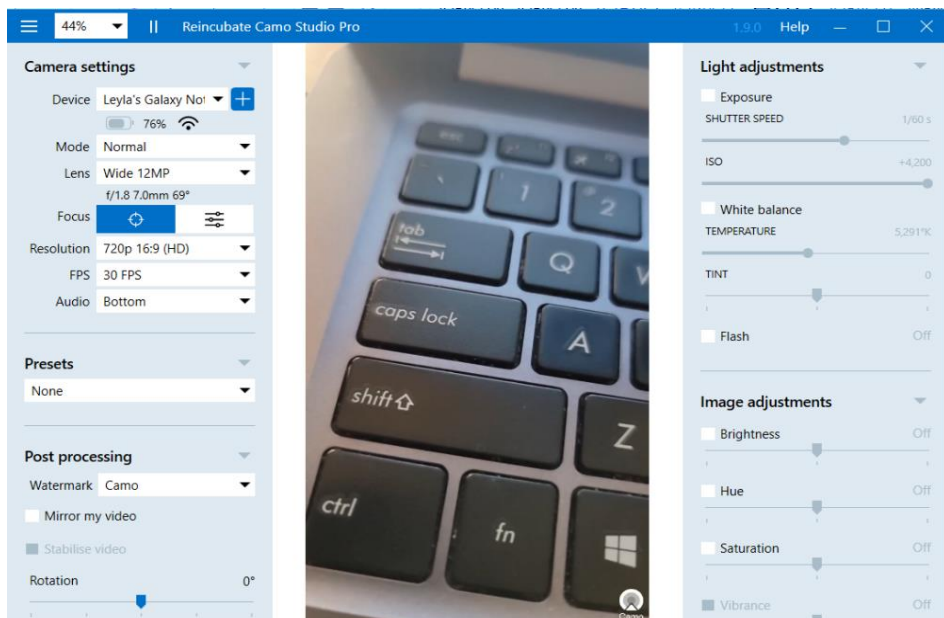 44%
Reincubate Camo Studio Pro
1.9.0 Help
Camera settings
Device Leyla's Galaxy Not
76%
Mode Normal
Lens Wide 12MP
f/1.8 7.0mm 69°
Focus
Resolution 720p 16:9 (HD)
FPS 30 FPS
Audio Bottom
Presets
None
Post processing
Watermark Camo
Mirror my video
Stabilise video
Rotation 0°
esc
1 2
tab
Q
caps lock
A
shift
Z
ctrl
fn
Camo
Light adjustments
Exposure
SHUTTER SPEED 1/60 s
ISO +4,200
White balance
TEMPERATURE 5,291°K
TINT 0
Flash Off
Image adjustments
Brightness Off
Hue Off
Saturation Off
Vibrance Off